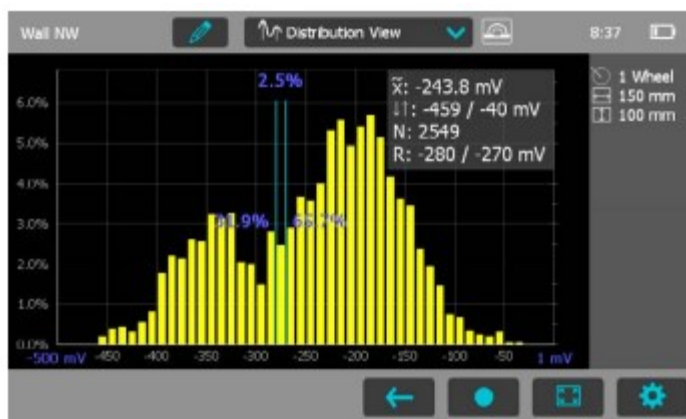 Wall NW
Distribution View
8:37
2.5%
x̃: -243.8 mV
↓↑: -459 / -40 mV
N: 2549
R: -280 / -270 mV
1 Wheel
150 mm
100 mm
6.0%
5.0%
4.0%
3.0%
2.0%
1.0%
0.0%
-500 mV
-450
-400
-350
-300
-250
-200
-150
-100
-50
1 mV